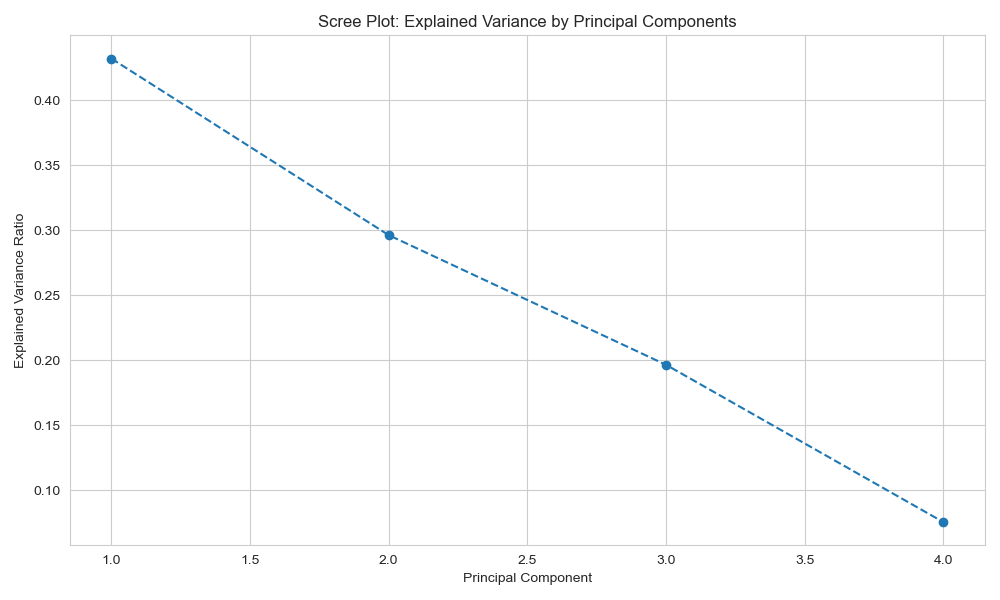 Scree Plot: Explained Variance by Principal Components
Explained Variance Ratio
0.40
0.35
0.30
0.25
0.20
0.15
0.10
1.0 1.5 2.0 2.5 3.0 3.5 4.0
Principal Component